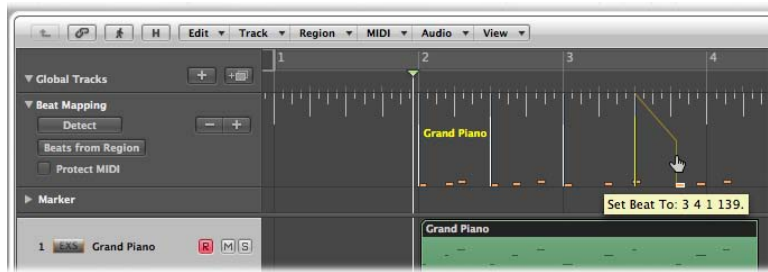 H Edit Track Region MIDI Audio View
1 2 3 4
Global Tracks
Beat Mapping
Detect
Grand Piano
Beats from Region
Protect MIDI
Marker
Set Beat To: 3 4 1 139.
Grand Piano
1 EXS Grand Piano R M S